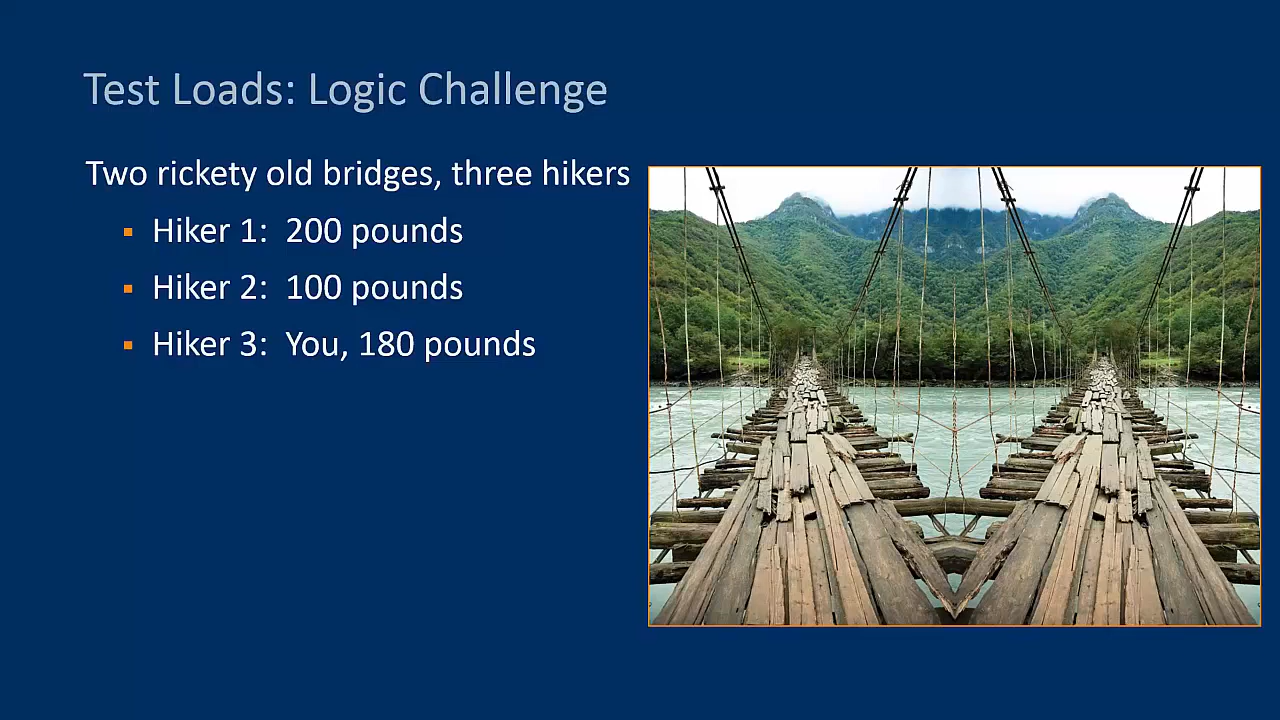 Test Loads: Logic Challenge
Two rickety old bridges, three hikers
▪ Hiker 1:  200 pounds
▪ Hiker 2:  100 pounds
▪ Hiker 3:  You, 180 pounds